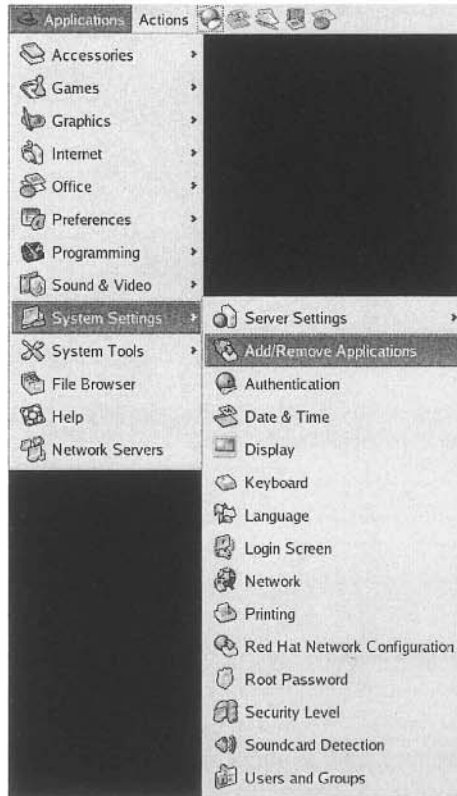 Applications Actions
Accessories
Games
Graphics
Internet
Office
Preferences
Programming
Sound & Video
System Settings
System Tools
File Browser
Help
Network Servers
Server Settings
Add/Remove Applications
Authentication
Date & Time
Display
Keyboard
Language
Login Screen
Network
Printing
Red Hat Network Configuration
Root Password
Security Level
Soundcard Detection
Users and Groups